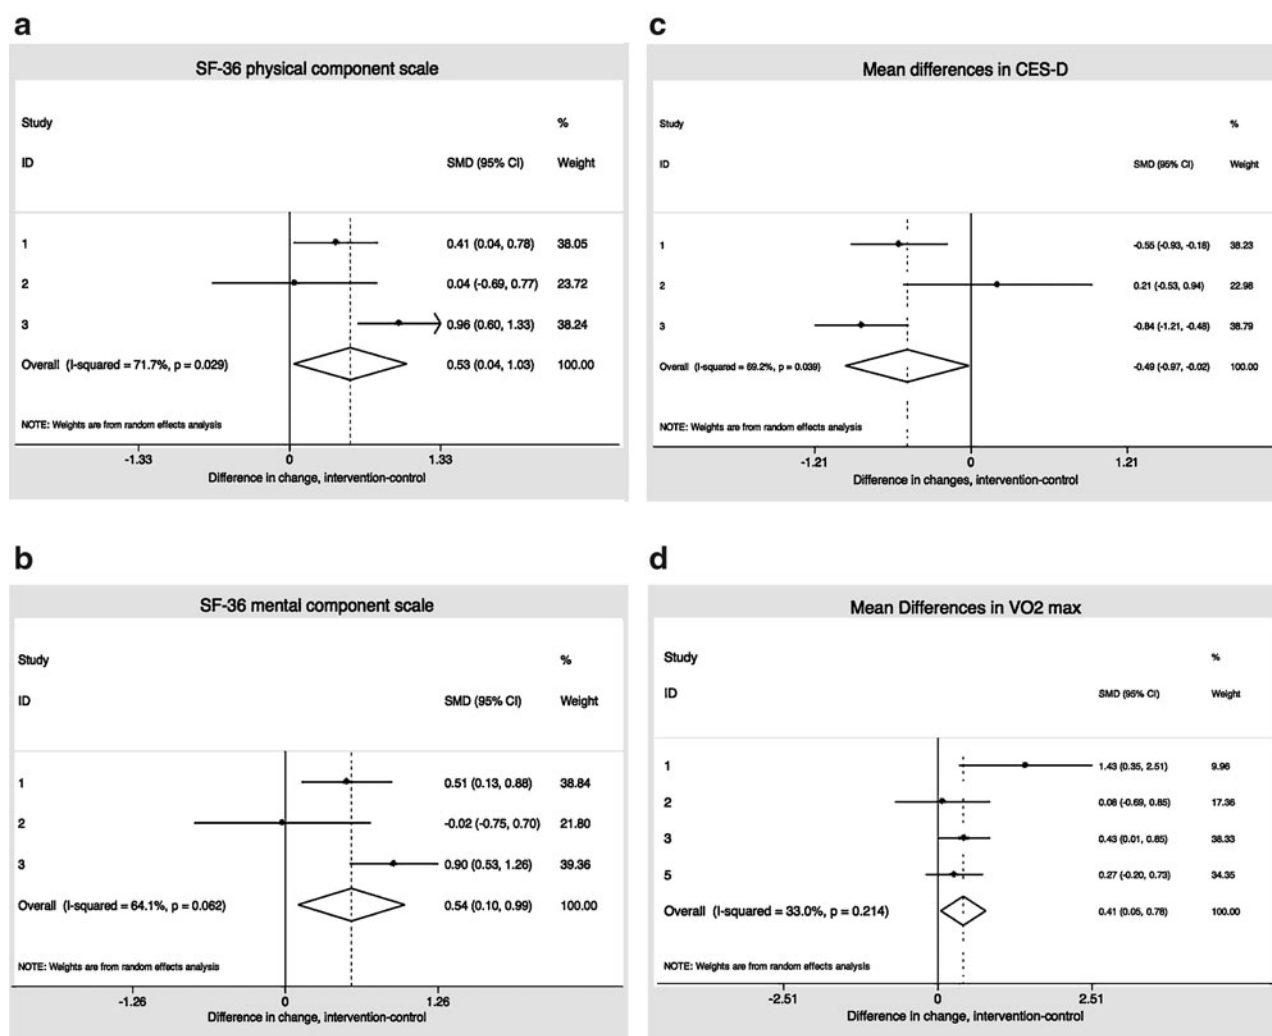 a
SF-36 physical component scale
Study %
ID SMD (95% CI) Weight
1 0.41 (0.04, 0.78) 38.05
2 0.04 (-0.69, 0.77) 23.72
3 0.96 (0.60, 1.33) 38.24
Overall (I-squared = 71.7%, p = 0.029) 0.53 (0.04, 1.03) 100.00
NOTE: Weights are from random effects analysis
-1.33 0 1.33
Difference in change, intervention-control
b
SF-36 mental component scale
Study %
ID SMD (95% CI) Weight
1 0.51 (0.13, 0.88) 38.84
2 -0.02 (-0.75, 0.70) 21.80
3 0.90 (0.53, 1.26) 39.36
Overall (I-squared = 64.1%, p = 0.062) 0.54 (0.10, 0.99) 100.00
NOTE: Weights are from random effects analysis
-1.26 0 1.26
Difference in change, intervention-control
c
Mean differences in CES-D
Study %
ID SMD (95% CI) Weight
1 -0.55 (-0.93, -0.18) 38.23
2 0.21 (-0.53, 0.94) 22.98
3 -0.84 (-1.21, -0.48) 38.79
Overall (I-squared = 69.2%, p = 0.039) -0.49 (-0.97, -0.02) 100.00
NOTE: Weights are from random effects analysis
-1.21 0 1.21
Difference in changes, intervention-control
d
Mean Differences in VO2 max
Study %
ID SMD (95% CI) Weight
1 1.43 (0.35, 2.51) 9.96
2 0.08 (-0.69, 0.85) 17.36
3 0.43 (0.01, 0.85) 38.33
5 0.27 (-0.20, 0.73) 34.35
Overall (I-squared = 33.0%, p = 0.214) 0.41 (0.05, 0.78) 100.00
NOTE: Weights are from random effects analysis
-2.51 0 2.51
Difference in change, intervention-control